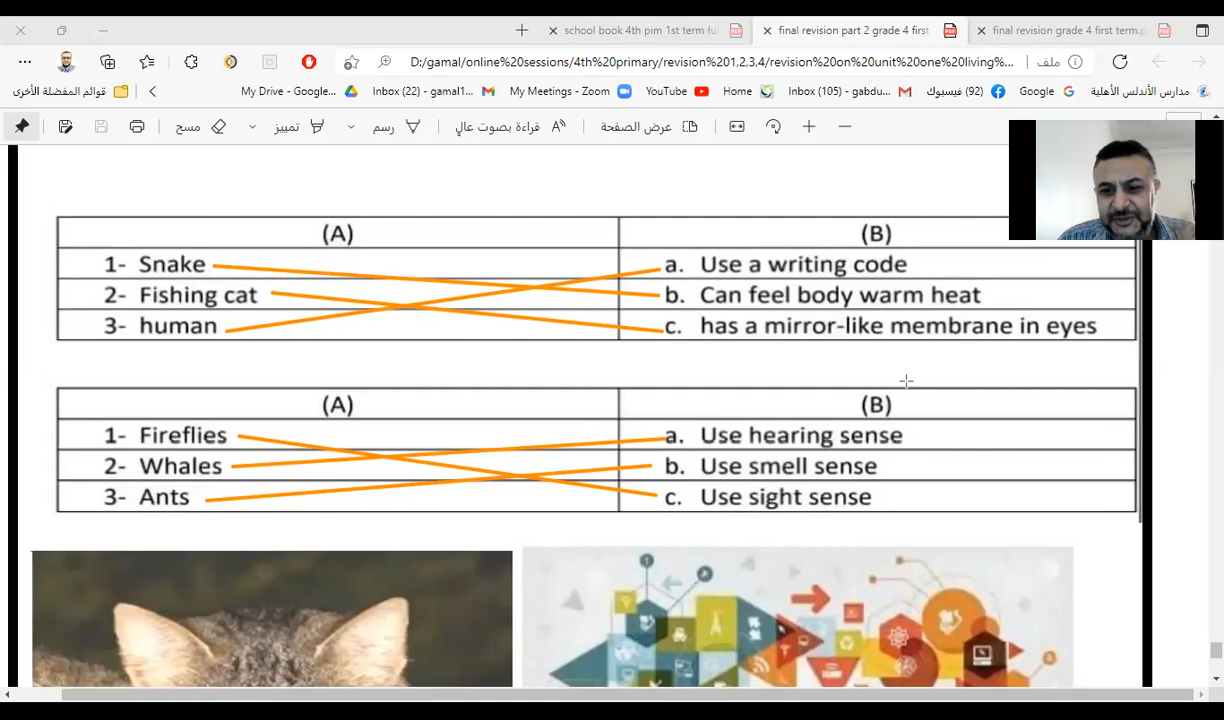 school book 4th pim 1st term fu
final revision part 2 grade 4 first
final revision grade 4 first term.p
D:/gamal/online%20sessions/4th%20primary/revision%201,2,3,4/revision%20on%20unit%20one%20living%...
ملف
قوائم المفضلة الأخرى
My Drive - Google...
Inbox (22) - gamal1...
My Meetings - Zoom
YouTube
Home
Inbox (105) - gabdu...
(92) فيسبوك
Google
مدارس الأندلس الأهلية
مسح
تمييز
رسم
قراءة بصوت عالٍ
عرض الصفحة
(A) (B)
1- Snake a. Use a writing code
2- Fishing cat b. Can feel body warm heat
3- human c. has a mirror-like membrane in eyes
(A) (B)
1- Fireflies a. Use hearing sense
2- Whales b. Use smell sense
3- Ants c. Use sight sense